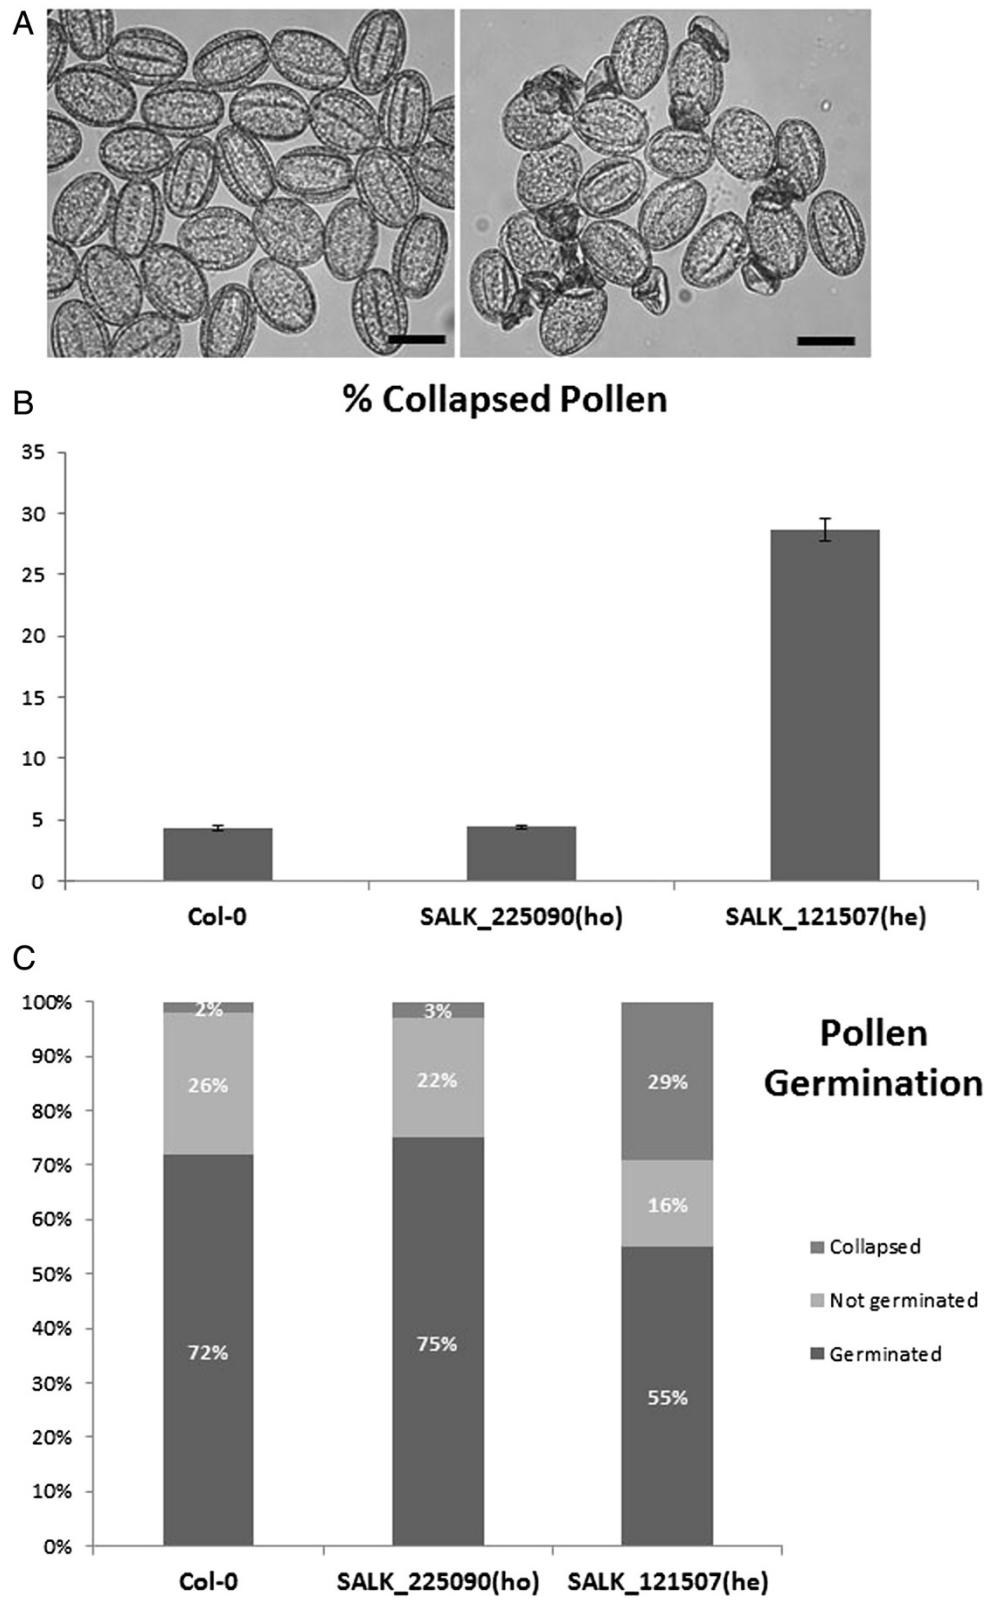 A
B
% Collapsed Pollen
35
30
25
20
15
10
5
0
Col-0 SALK_225090(ho) SALK_121507(he)
C
100%
90%
80%
70%
60%
50%
40%
30%
20%
10%
0%
2%
26%
72%
3%
22%
75%
29%
16%
55%
Pollen
Germination
Collapsed
Not germinated
Germinated
Col-0 SALK_225090(ho) SALK_121507(he)